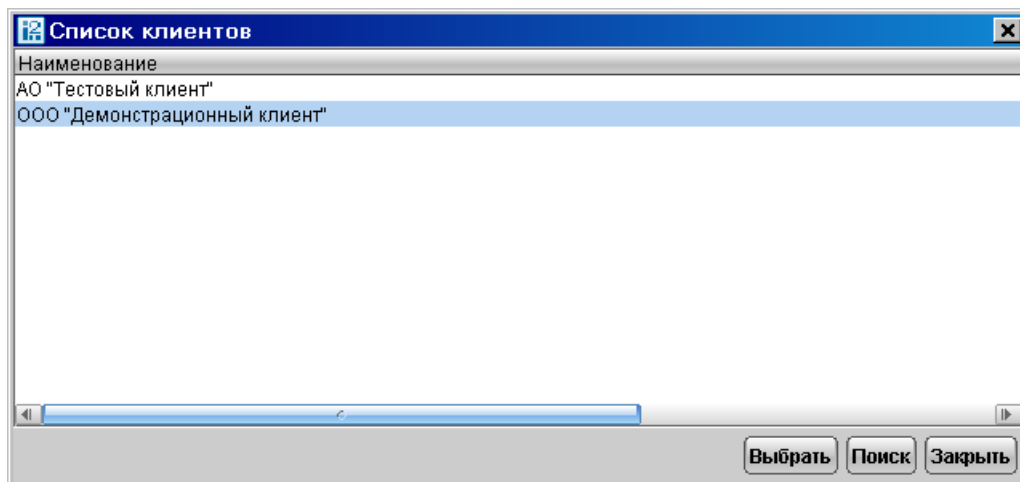 Список клиентов
Наименование
АО "Тестовый клиент"
ООО "Демонстрационный клиент"
Выбрать Поиск Закрыть